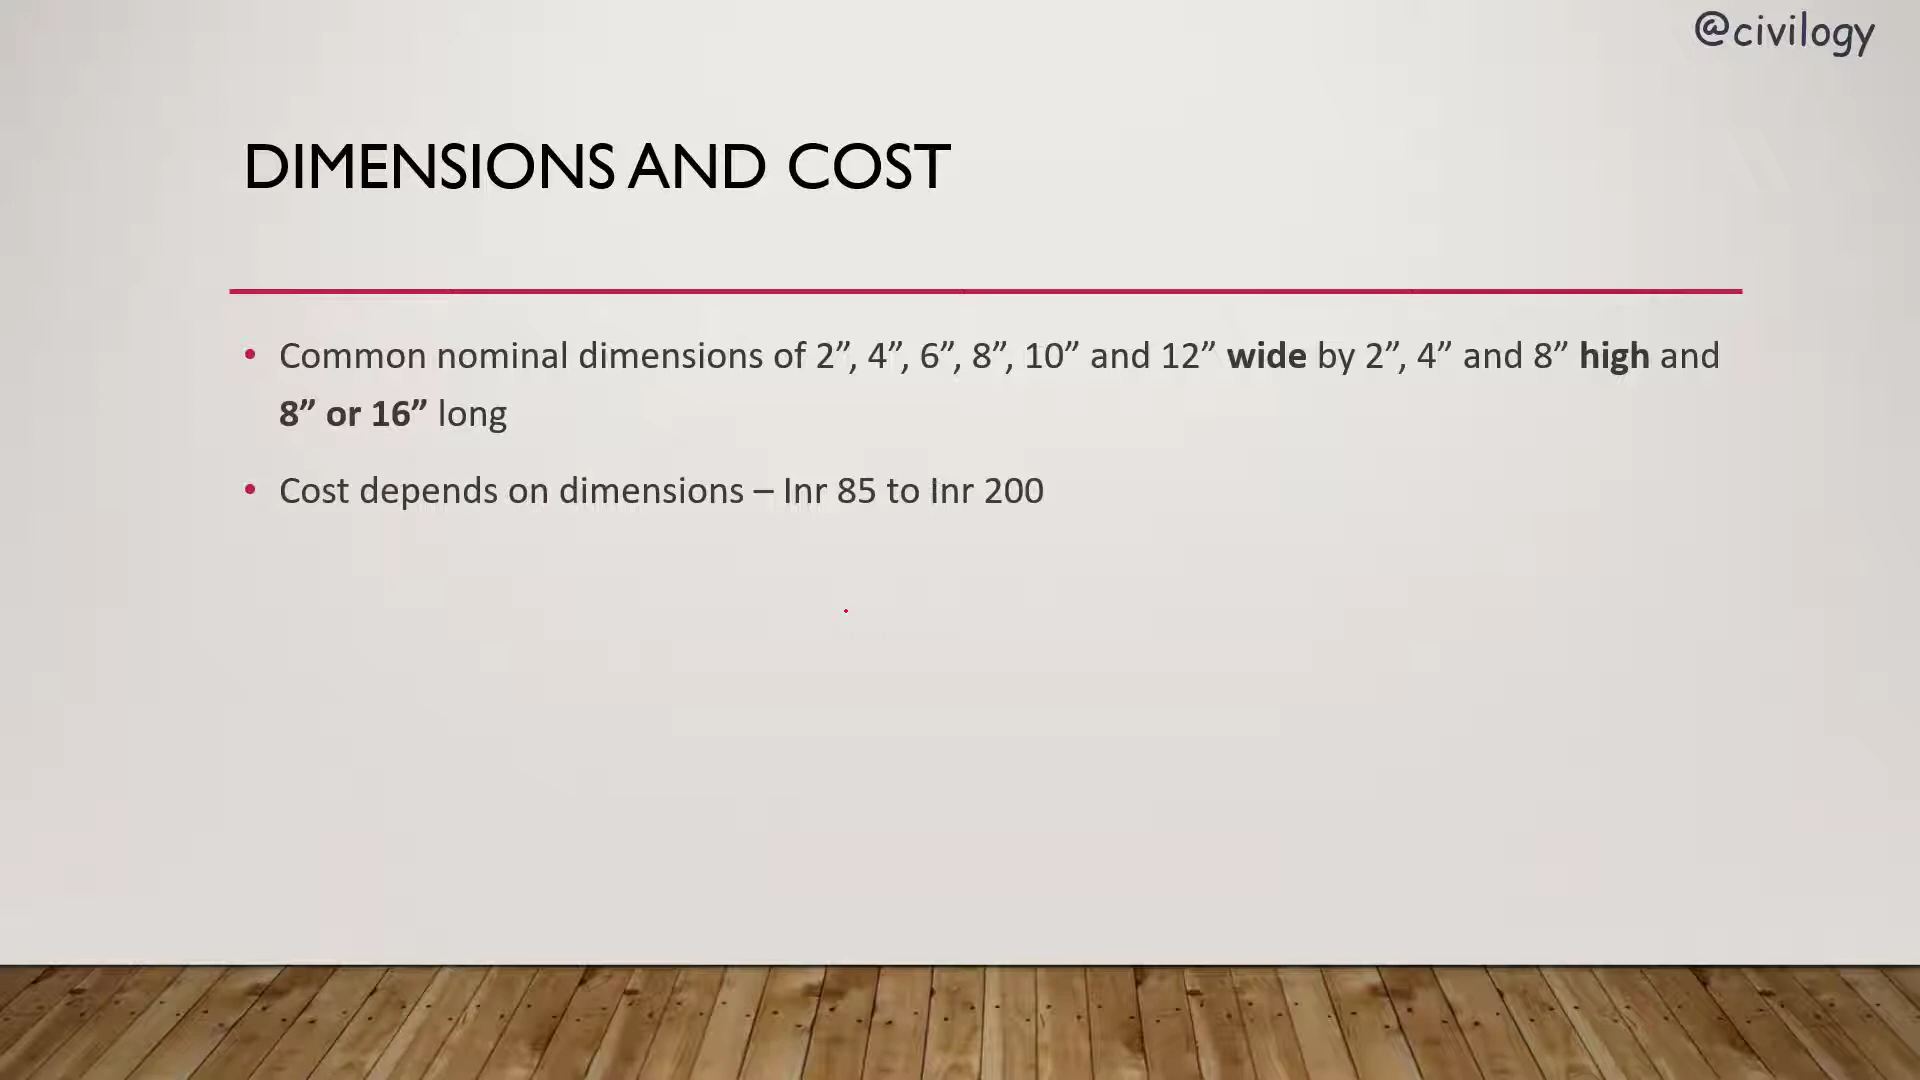 @civilogy
DIMENSIONS AND COST
• Common nominal dimensions of 2”, 4”, 6”, 8”, 10” and 12” wide by 2”, 4” and 8” high and
8” or 16” long
• Cost depends on dimensions – Inr 85 to Inr 200